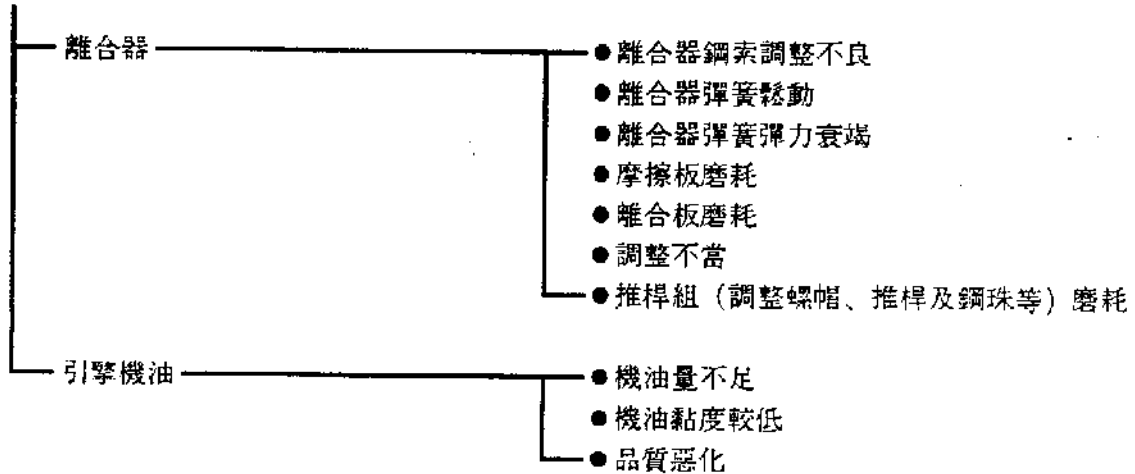 離合器
●離合器鋼索調整不良
●離合器彈簧鬆動
●離合器彈簧彈力衰竭
●摩擦板磨耗
●離合板磨耗
●調整不當
●推桿組（調整螺帽、推桿及鋼珠等）磨耗
引擎機油
●機油量不足
●機油黏度較低
●品質惡化